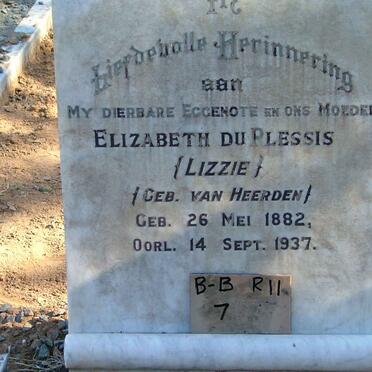 In
Liefdevolle Herinnering
aan
MY DIERBARE EGGENOTE EN ONS MOEDER
ELIZABETH DU PLESSIS
{LIZZIE}
{GEB. VAN HEERDEN}
GEB. 26 MEI 1882,
OORL. 14 SEPT. 1937.
B-B R11
7